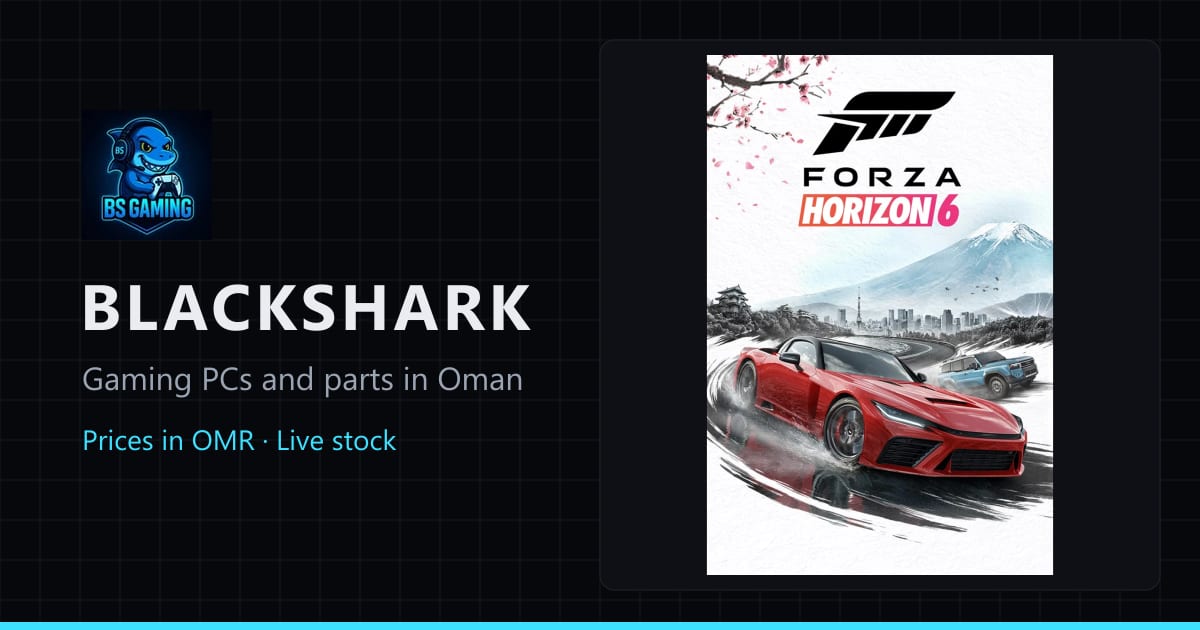 BS
BS GAMING
BLACKSHARK
Gaming PCs and parts in Oman
Prices in OMR · Live stock
FORZA
HORIZON 6